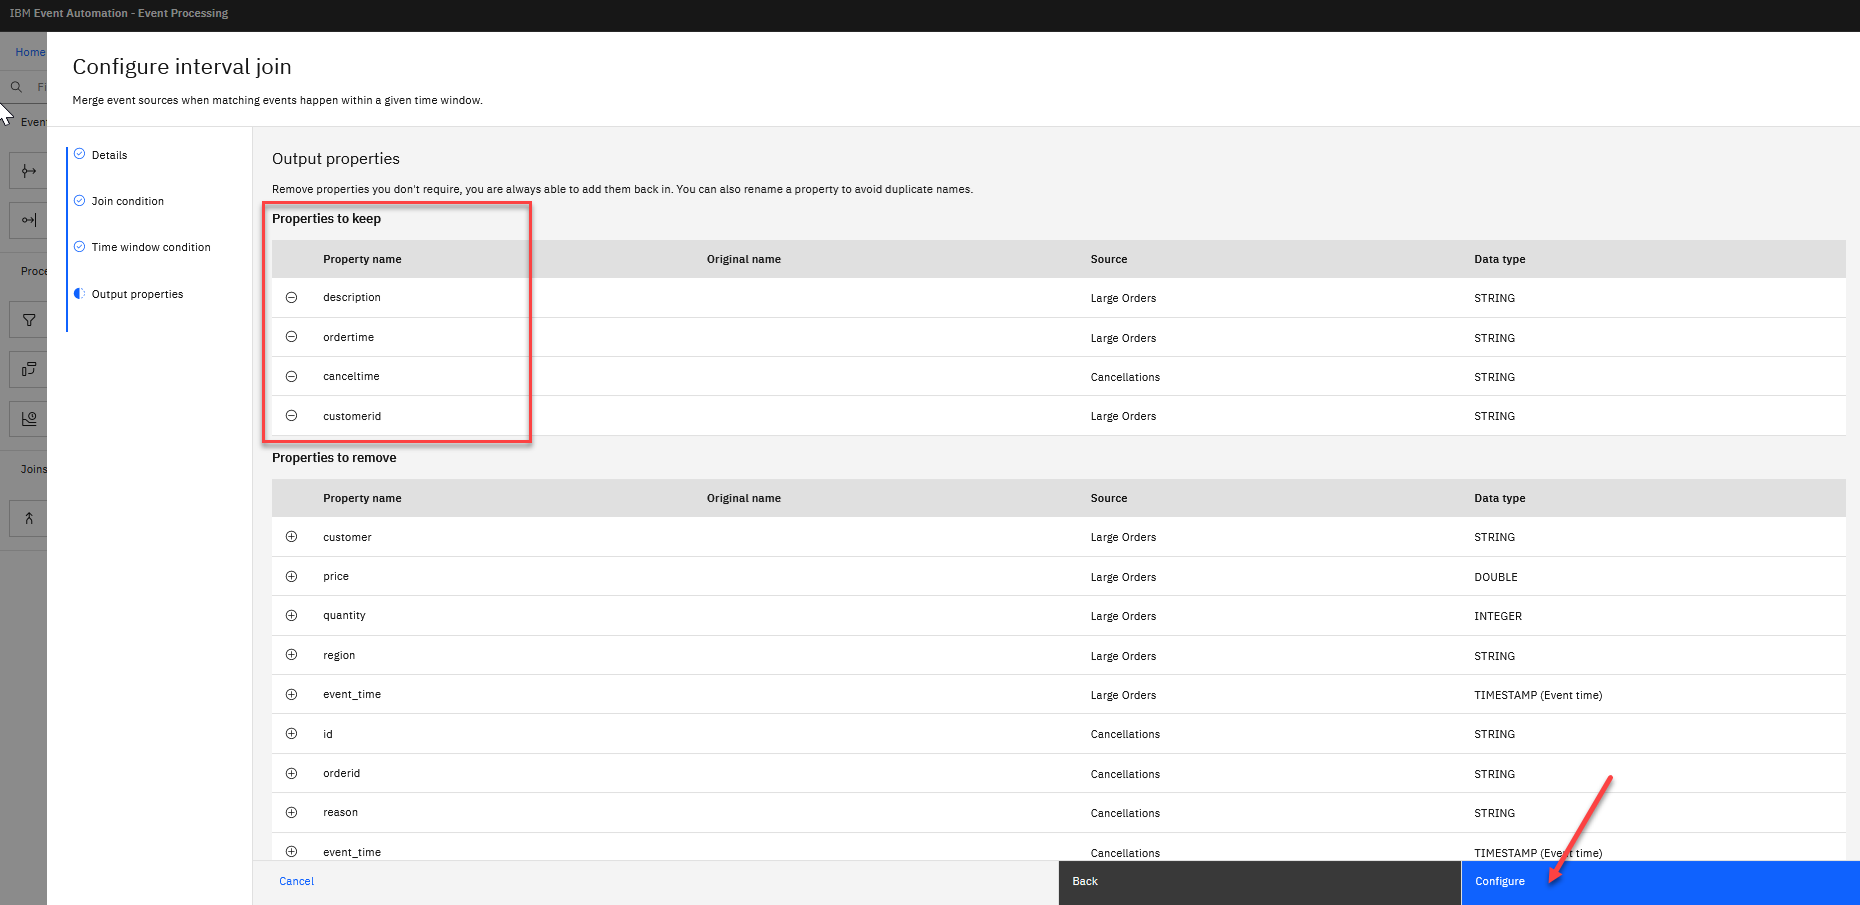 IBM Event Automation - Event Processing
Home
Configure interval join
Fi
Merge event sources when matching events happen within a given time window.
Even
Details
Join condition
Time window condition
Output properties
Proce
Joins
Output properties
Remove properties you don't require, you are always able to add them back in. You can also rename a property to avoid duplicate names.
Properties to keep
Property name Original name Source Data type
description Large Orders STRING
ordertime Large Orders STRING
canceltime Cancellations STRING
customerid Large Orders STRING
Properties to remove
Property name Original name Source Data type
customer Large Orders STRING
price Large Orders DOUBLE
quantity Large Orders INTEGER
region Large Orders STRING
event_time Large Orders TIMESTAMP (Event time)
id Cancellations STRING
orderid Cancellations STRING
reason Cancellations STRING
event_time Cancellations TIMESTAMP (Event time)
Cancel Back Configure